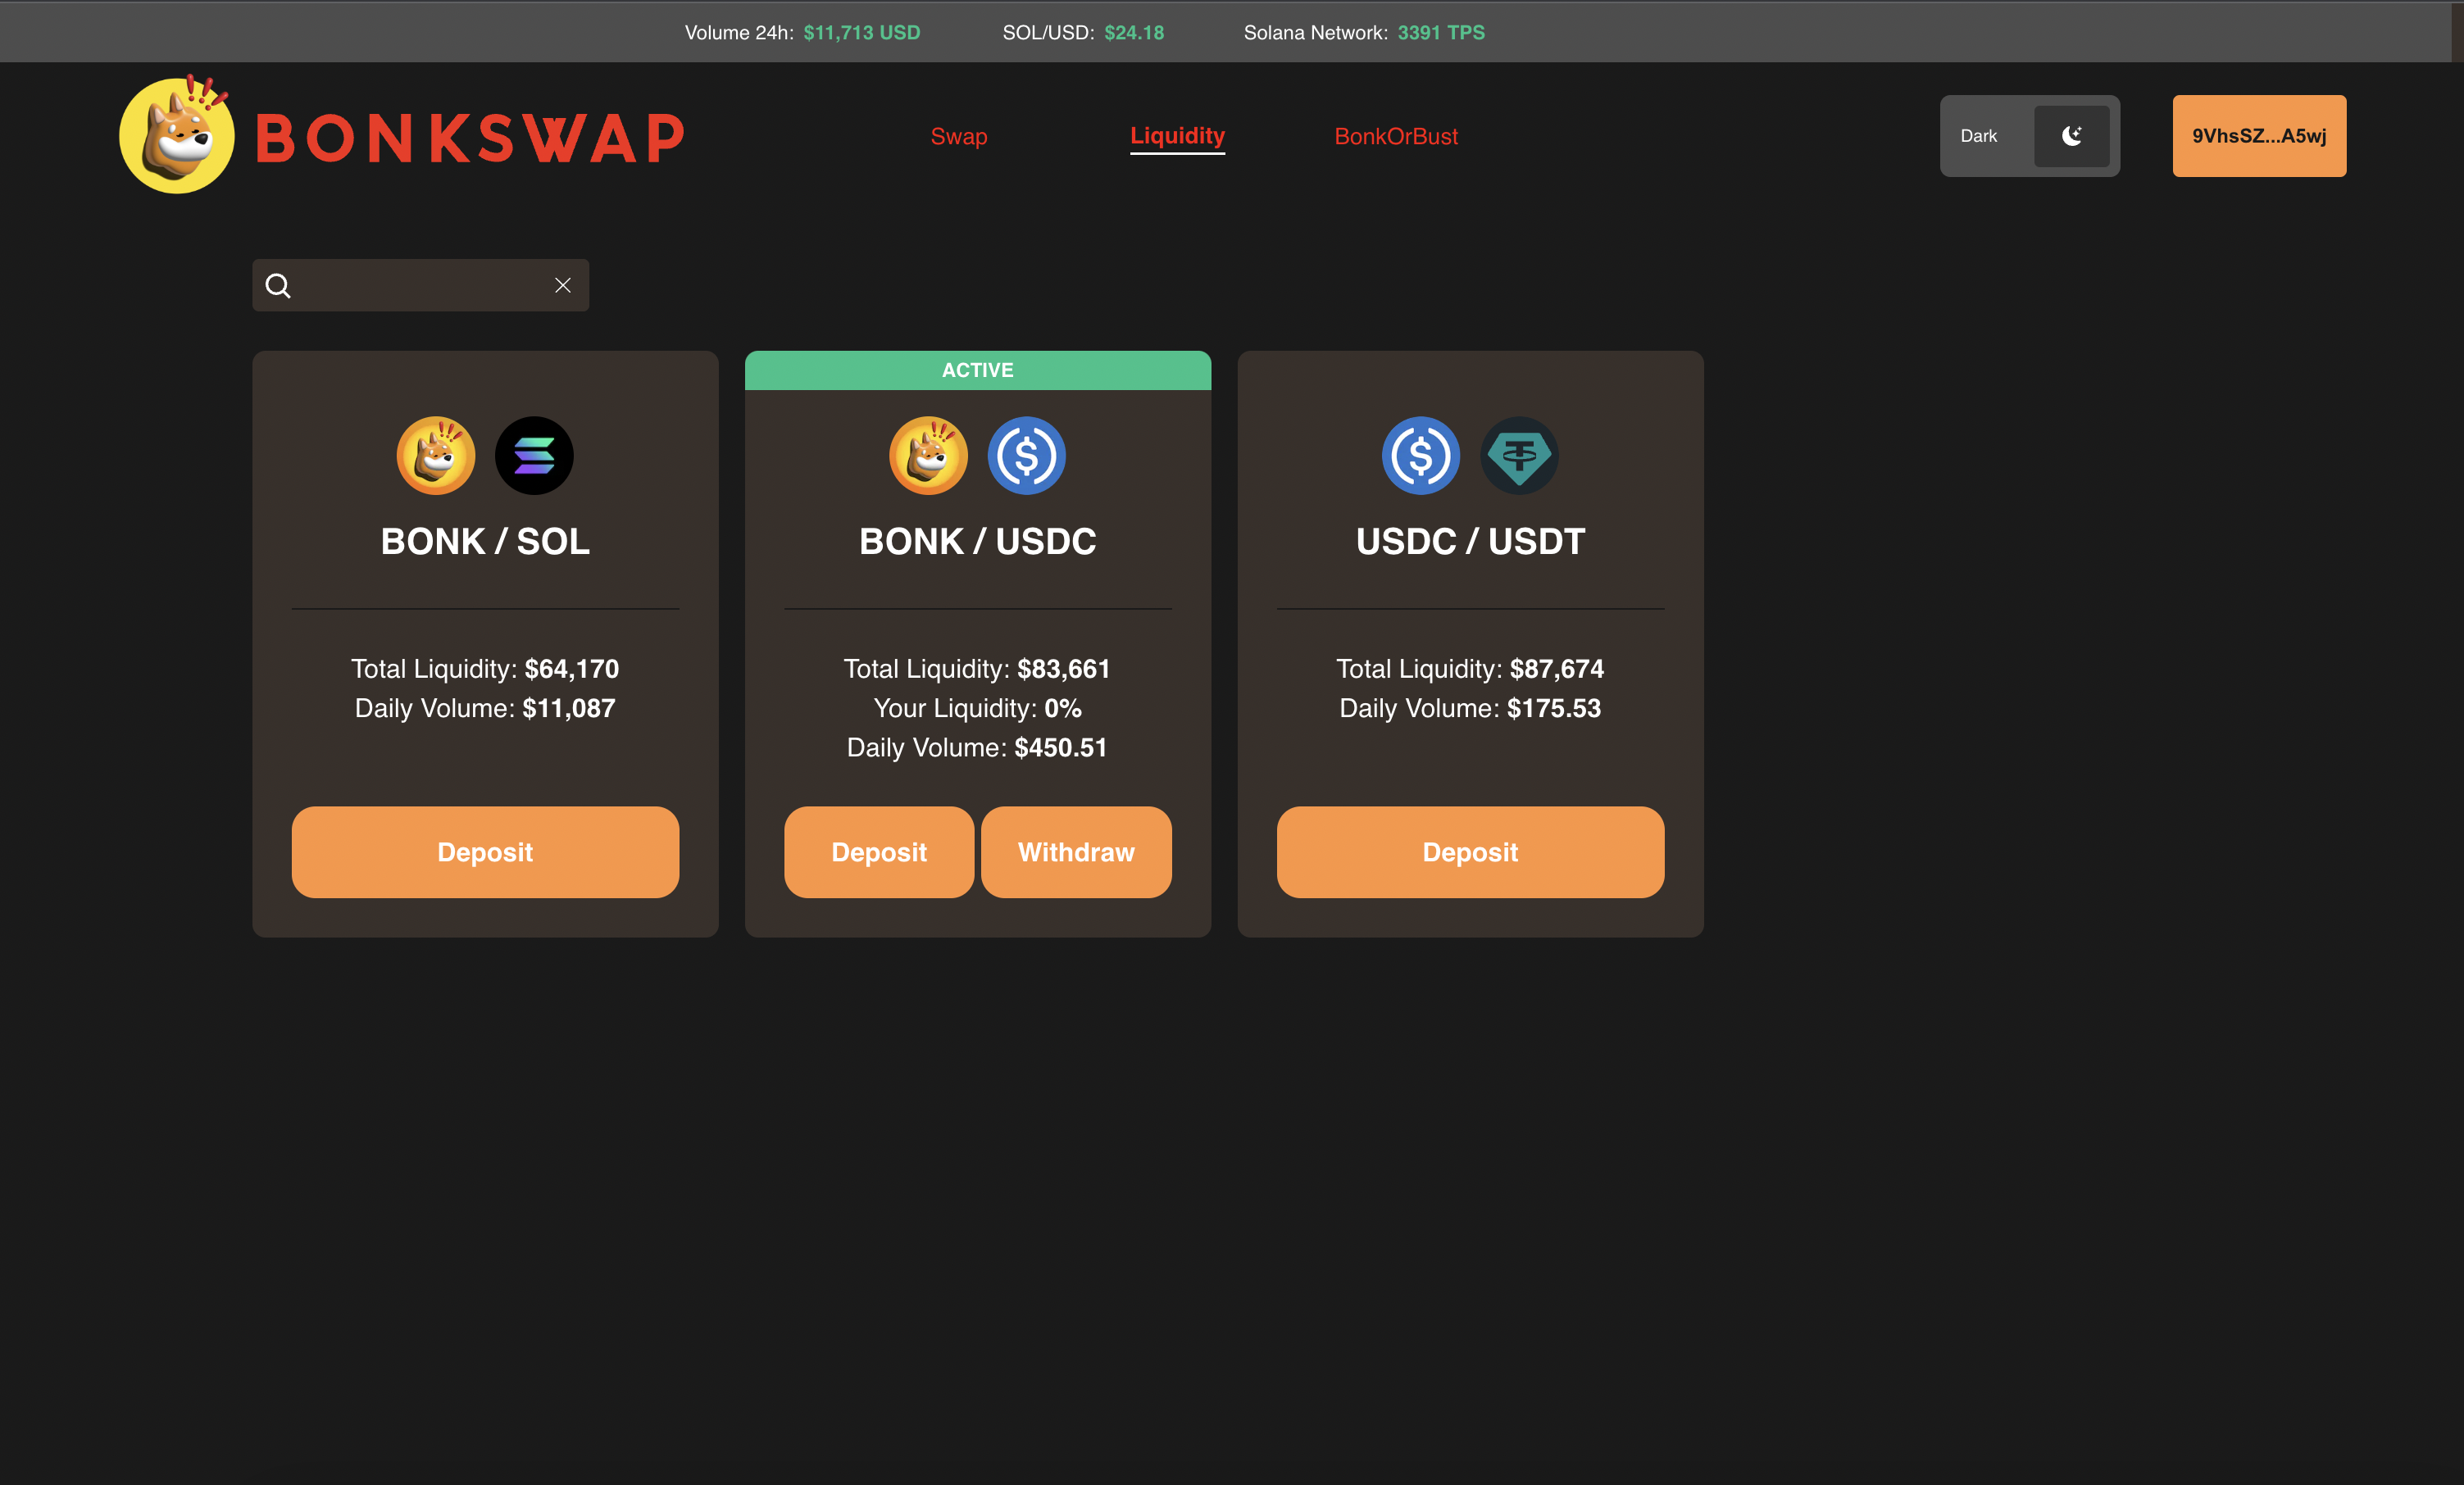 Volume 24h: $11,713 USD SOL/USD: $24.18 Solana Network: 3391 TPS
BONKSWAP
Swap Liquidity BonkOrBust
Dark
9VhsSZ...A5wj
BONK / SOL
Total Liquidity: $64,170
Daily Volume: $11,087
Deposit
ACTIVE
BONK / USDC
Total Liquidity: $83,661
Your Liquidity: 0%
Daily Volume: $450.51
Deposit Withdraw
USDC / USDT
Total Liquidity: $87,674
Daily Volume: $175.53
Deposit